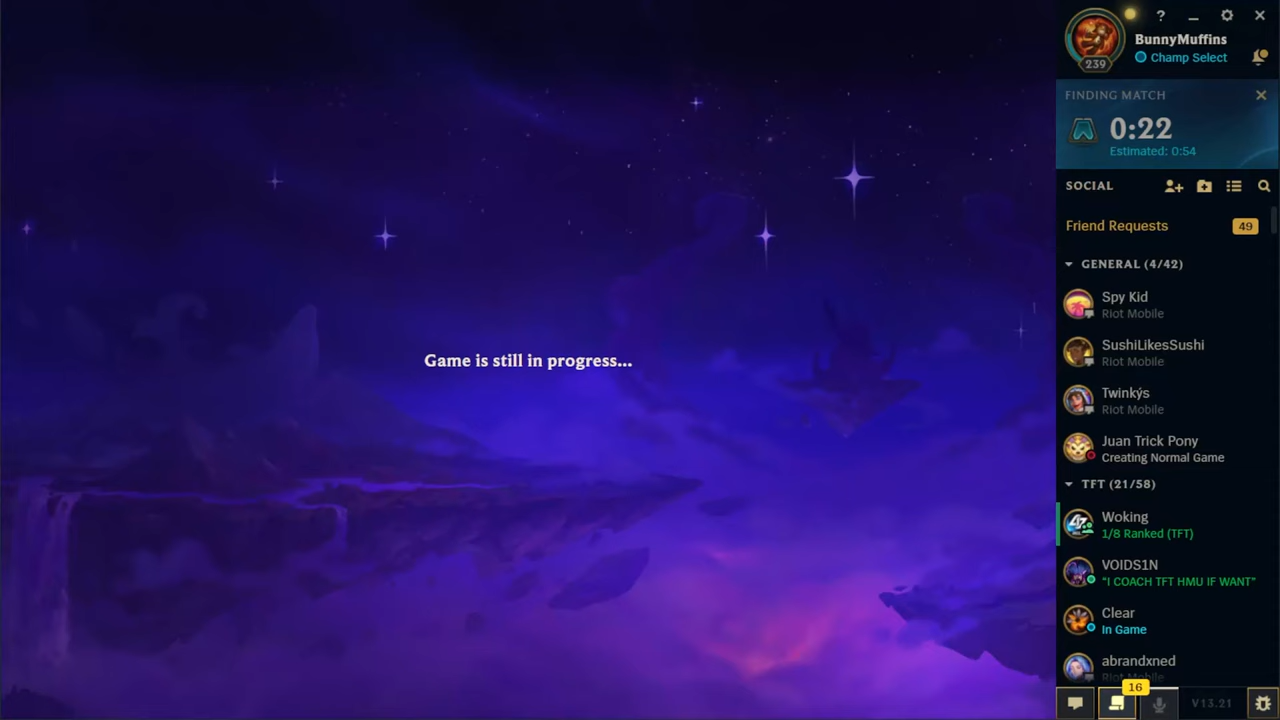 ?
BunnyMuffins
Champ Select
239
FINDING MATCH
0:22
Estimated: 0:54
SOCIAL
Friend Requests
49
GENERAL (4/42)
Spy Kid
Riot Mobile
SushiLikesSushi
Riot Mobile
Twinkýs
Riot Mobile
Game is still in progress...
Juan Trick Pony
Creating Normal Game
TFT (21/58)
Woking
1/8 Ranked (TFT)
VOIDS1N
"I COACH TFT HMU IF WANT"
Clear
In Game
abrandxned
Riot Mobile
16
V13.21